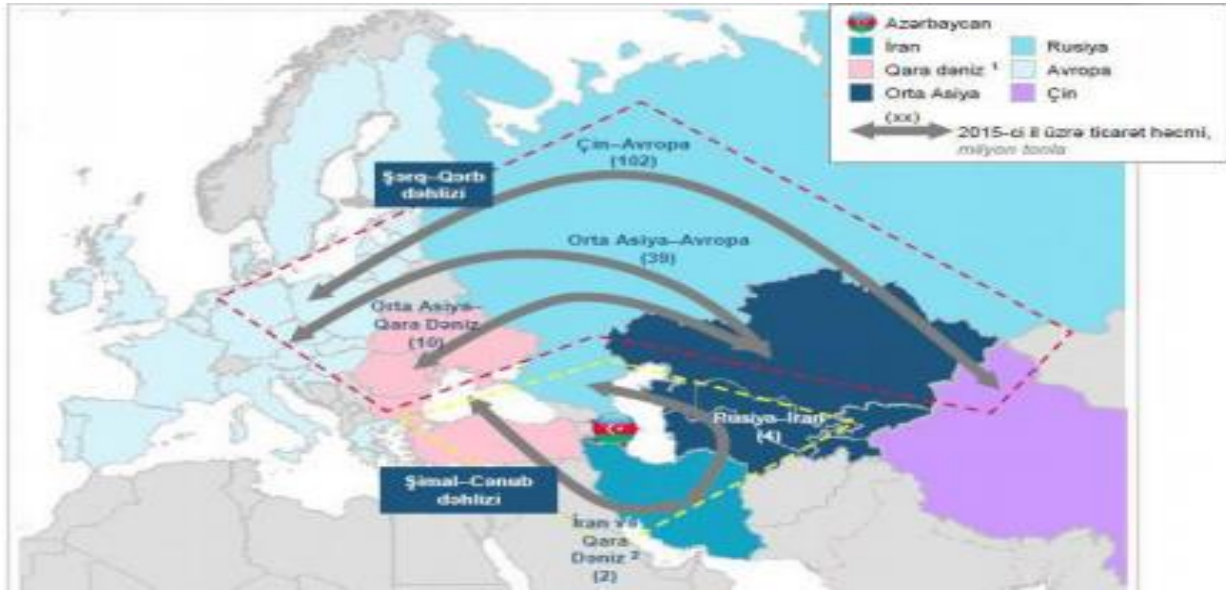 Azərbaycan
İran
Rusiya
Qara dəniz ¹
Avropa
Orta Asiya
Çin
(xx)
2015-ci il üzrə ticarət həcmi,
milyon tonla
Çin–Avropa
(102)
Şərq–Qərb
dəhlizi
Orta Asiya–Avropa
(39)
Orta Asiya–
Qara Dəniz
(10)
Rusiya–İran
(4)
Şimal–Cənub
dəhlizi
İran və
Qara
Dəniz ²
(2)